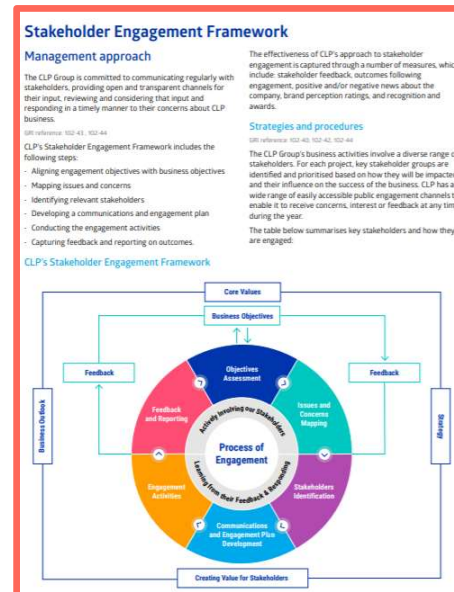 Stakeholder Engagement Framework
Management approach
The CLP Group is committed to communicating regularly with
stakeholders, providing open and transparent channels for
their input, reviewing and considering that input and
responding in a timely manner to their concerns about CLP
business.
GRI reference: 102-43, 102-44
CLP's Stakeholder Engagement Framework includes the
following steps:
- Aligning engagement objectives with business objectives
- Mapping issues and concerns
- Identifying relevant stakeholders
- Developing a communications and engagement plan
- Conducting the engagement activities
- Capturing feedback and reporting on outcomes.
The effectiveness of CLP's approach to stakeholder
engagement is captured through a number of measures, whic
include: stakeholder feedback, outcomes following
engagement, positive and/or negative news about the
company, brand perception ratings, and recognition and
awards.
Strategies and procedures
GRI reference: 102-40, 102-42, 102-44
The CLP Group's business activities involve a diverse range o
stakeholders. For each project, key stakeholder groups are
identified and prioritised based on how they will be impacted
and their influence on the success of the business. CLP has a
wide range of easily accessible public engagement channels t
enable it to receive concerns, interest or feedback at any tim
during the year.
The table below summarises key stakeholders and how they
are engaged:
CLP's Stakeholder Engagement Framework
Core Values
Business Objectives
Feedback
Feedback
Business Outlook
Strategy
Objectives
Assessment
Issues and
Concerns
Mapping
Stakeholders
Identification
Communications
and Engagement Plan
Development
Engagement
Activities
Feedback
and Reporting
Actively Involving our Stakeholders
Process of
Engagement
Learning from their Feedback & Responding
Creating Value for Stakeholders